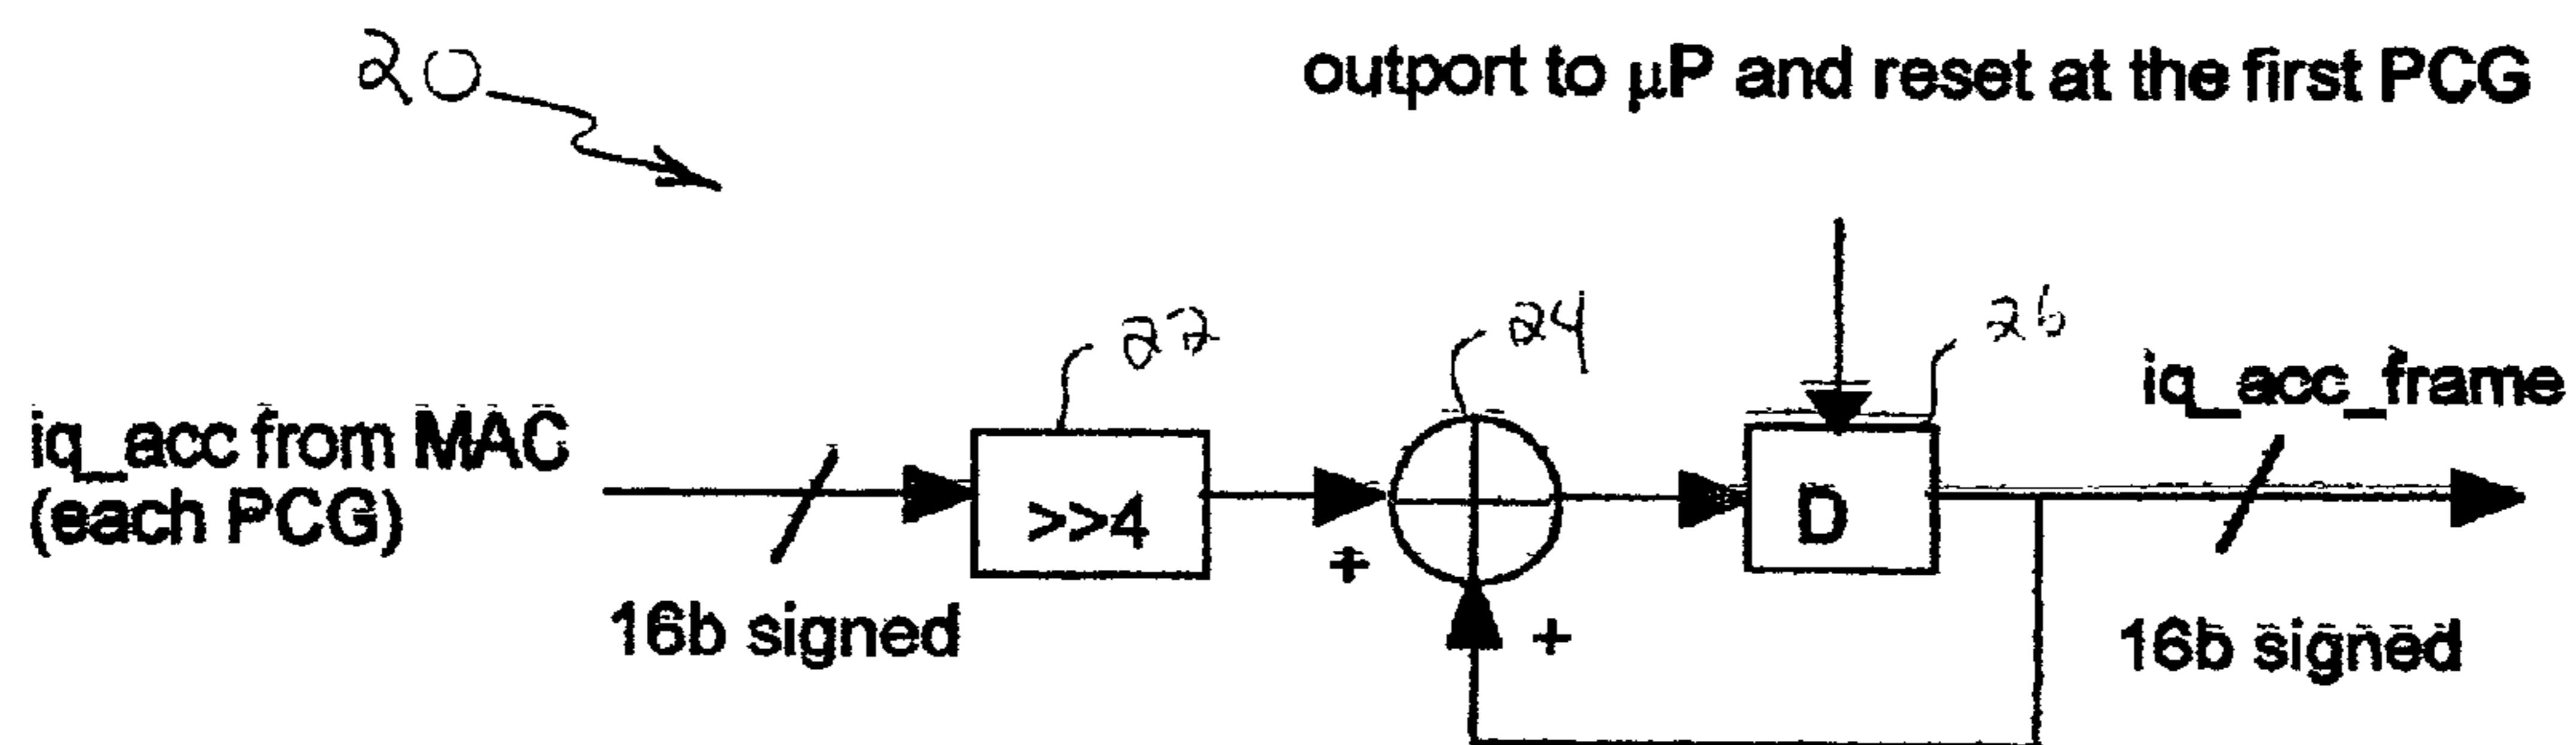 20
outport to μP and reset at the first PCG
22
24
26
iq_acc from MAC
(each PCG)
>>4
D
iq_acc_frame
+
+
16b signed
16b signed